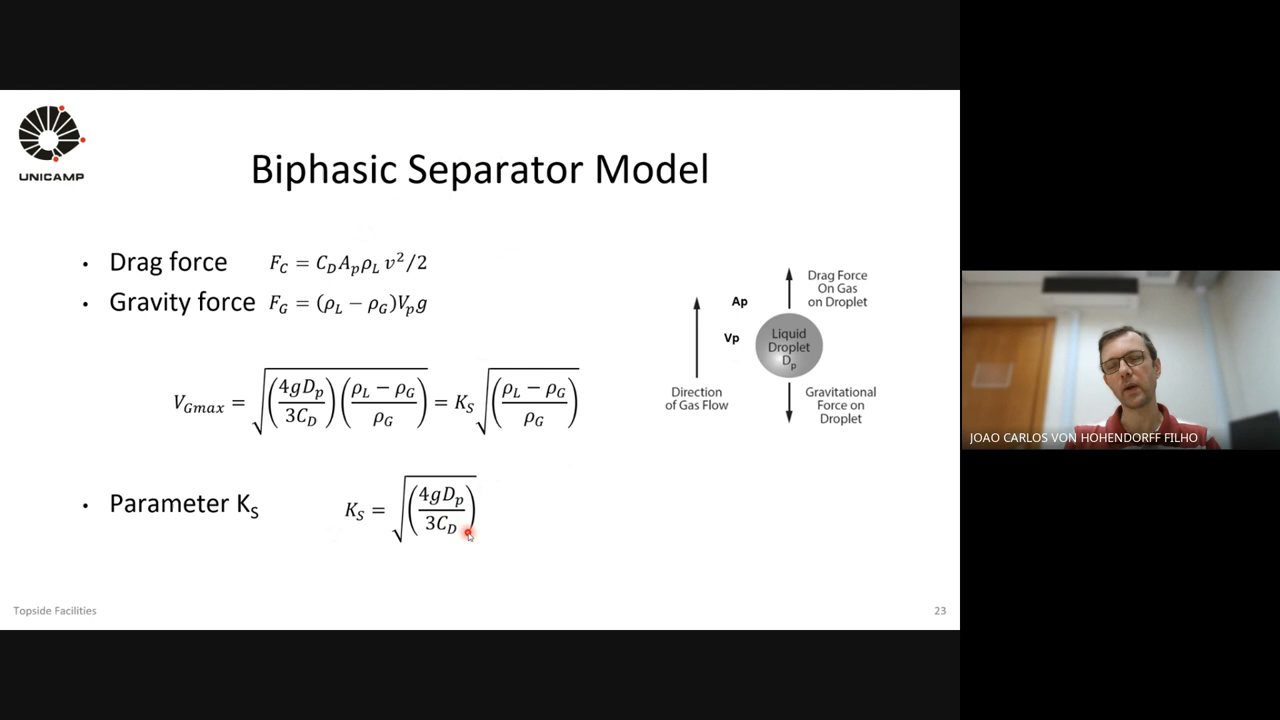 UNICAMP
Biphasic Separator Model
• Drag force F_C = C_D A_p ρ_L v²/2
• Gravity force F_G = (ρ_L − ρ_G)V_p g
V_Gmax = √((4gD_p/3C_D)((ρ_L − ρ_G)/ρ_G)) = K_S √((ρ_L − ρ_G)/ρ_G)
• Parameter K_S K_S = √(4gD_p/3C_D)
Drag Force
On Gas
on Droplet
Ap
Vp
Liquid
Droplet
D_p
Direction
of Gas Flow
Gravitational
Force on
Droplet
Topside Facilities
23
JOAO CARLOS VON HOHENDORFF FILHO